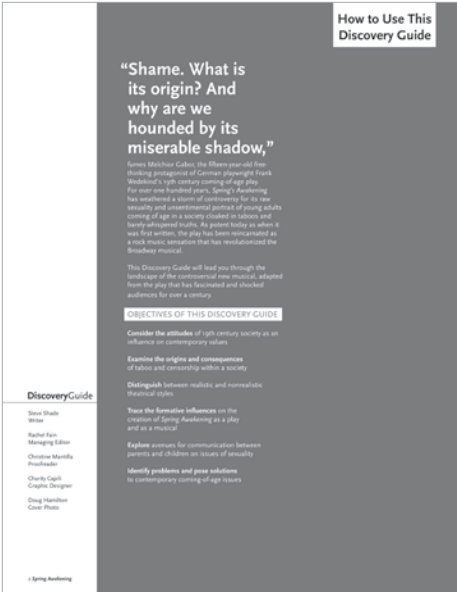 How to Use This
Discovery Guide
“Shame. What is
its origin? And
why are we
hounded by its
miserable shadow,”
fumes Melchior Gabor, the fifteen-year-old free-
thinking protagonist of German playwright Frank
Wedekind's 19th century coming-of-age play.
For over one hundred years, Spring's Awakening
has weathered a storm of controversy for its raw
sexuality and unsentimental portrait of young adults
coming of age in a society cloaked in taboos and
barely-whispered truths. As potent today as when it
was first written, the play has been reincarnated as
a rock music sensation that has revolutionized the
Broadway musical.
This Discovery Guide will lead you through the
landscape of the controversial new musical, adapted
from the play that has fascinated and shocked
audiences for over a century.
OBJECTIVES OF THIS DISCOVERY GUIDE
Consider the attitudes of 19th century society as an
influence on contemporary values
Examine the origins and consequences
of taboo and censorship within a society
Distinguish between realistic and nonrealistic
theatrical styles
Trace the formative influences on the
creation of Spring Awakening as a play
and as a musical
Explore avenues for communication between
parents and children on issues of sexuality
Identify problems and pose solutions
to contemporary coming-of-age issues
DiscoveryGuide
Steve Shade
Writer
Rachel Fain
Managing Editor
Christine Mantilla
Proofreader
Charity Capili
Graphic Designer
Doug Hamilton
Cover Photo
Spring Awakening